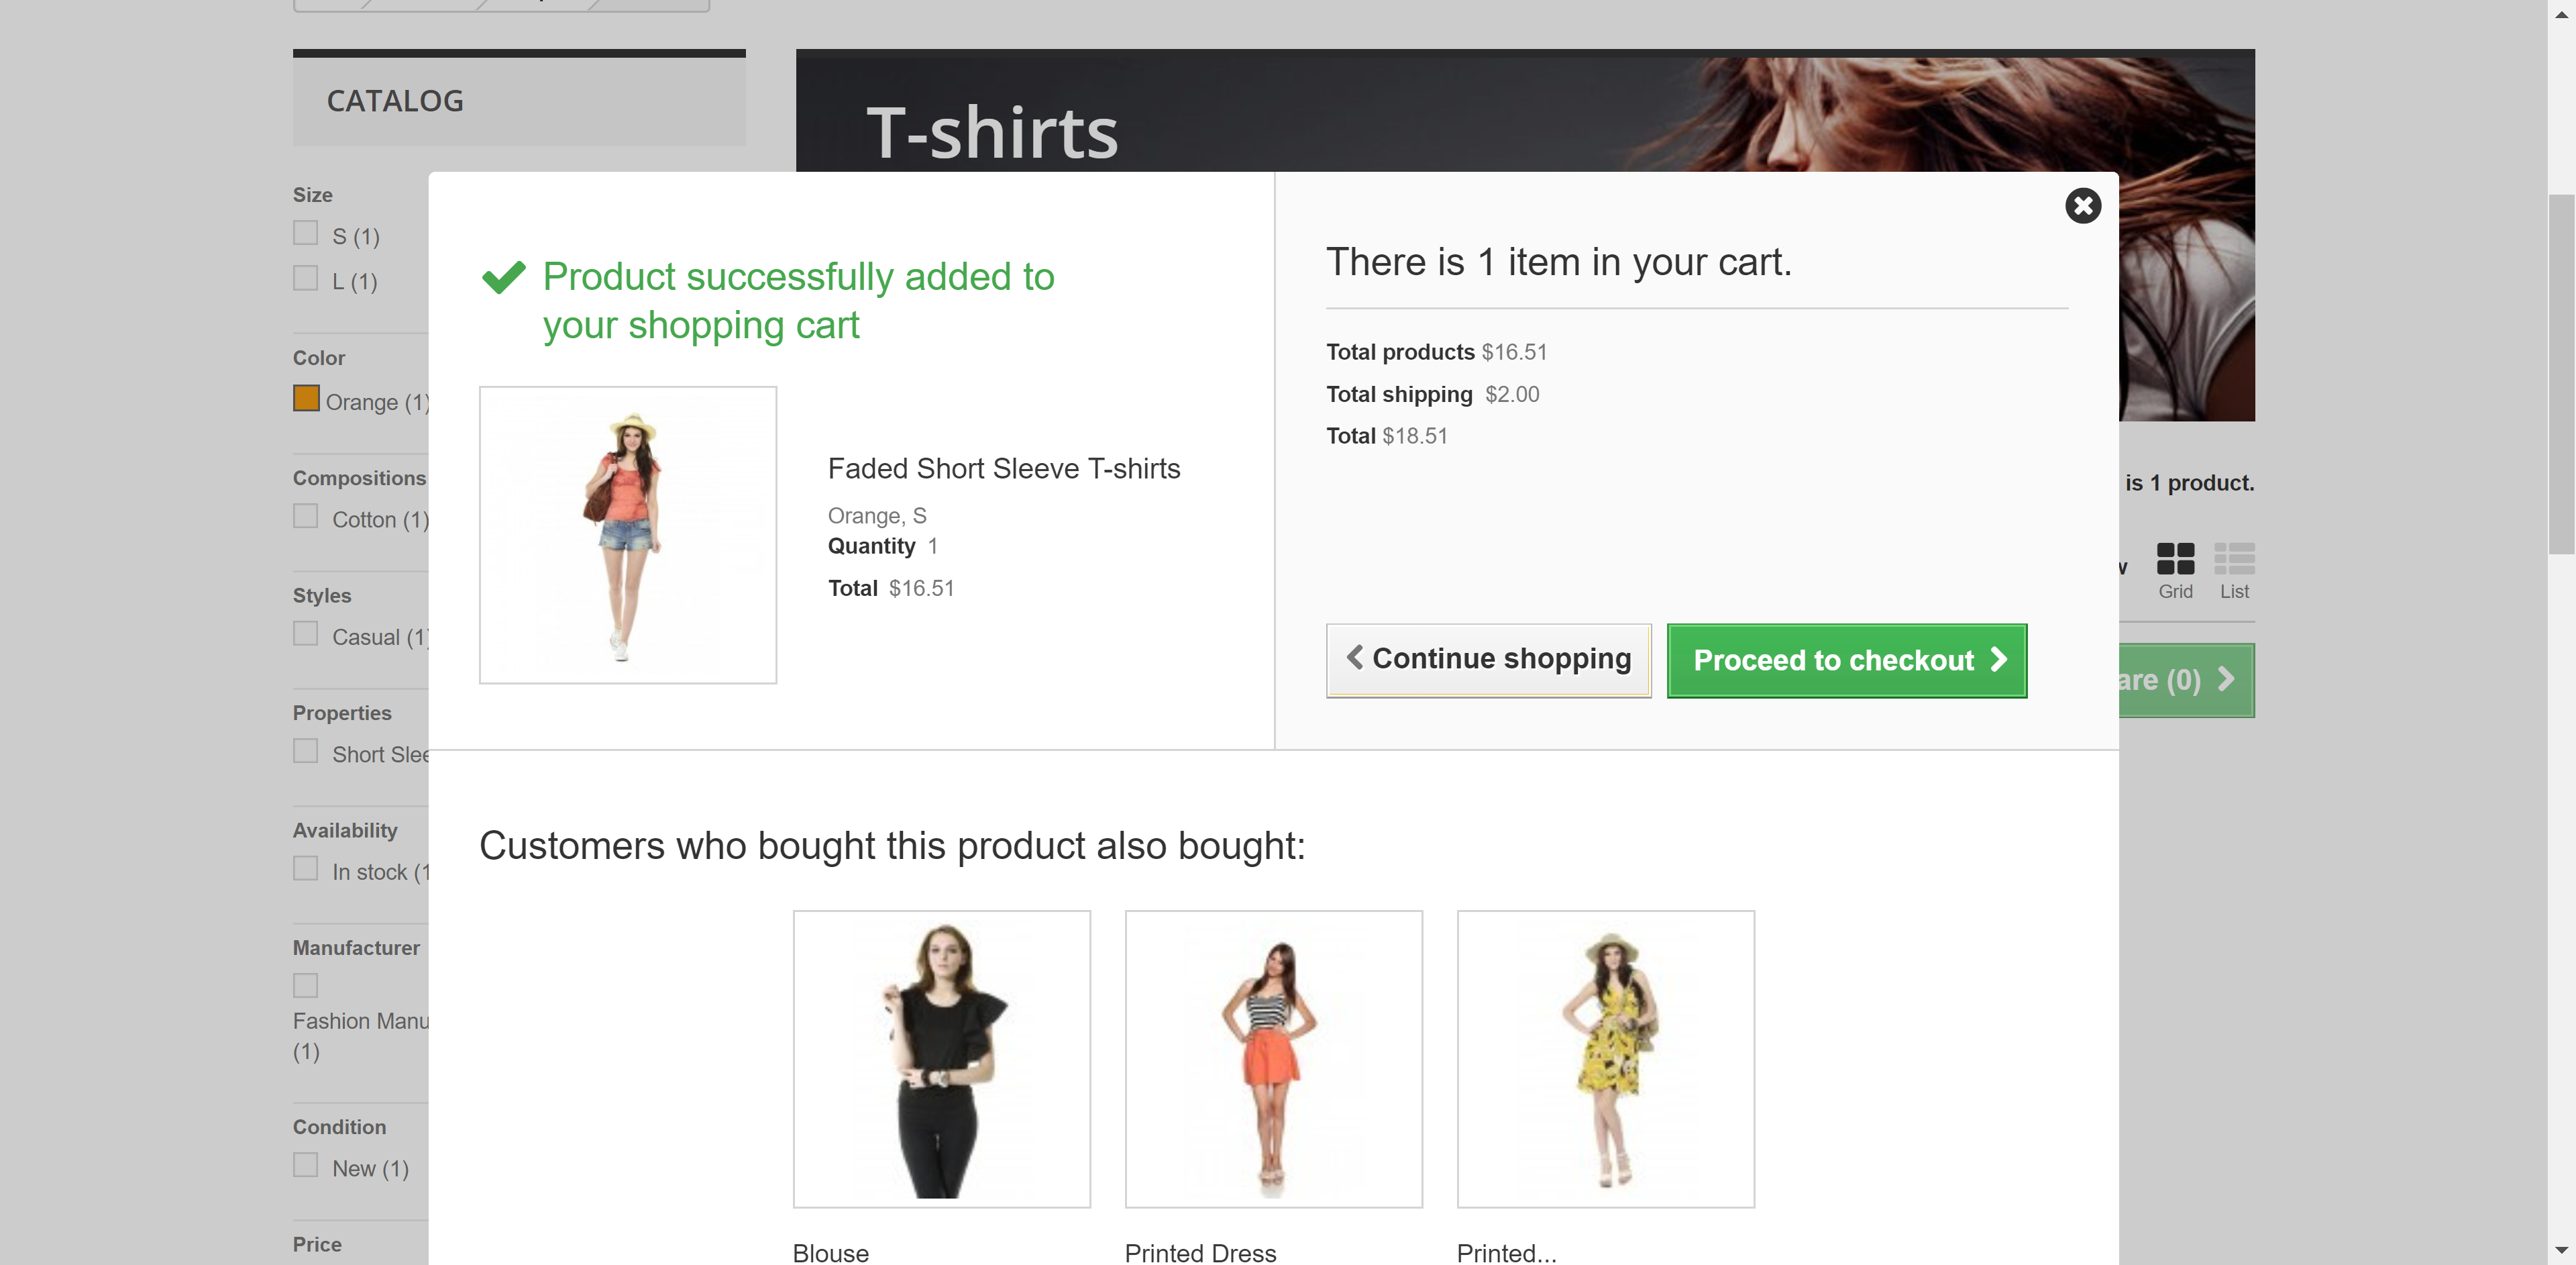 CATALOG
T-shirts
Size
S (1)
L (1)
Color
Orange (1)
Compositions
Cotton (1)
Styles
Casual (1)
Properties
Short
Availability
In stock
Manufacturer
Fashion
(1)
Condition
New (1)
Price
Product successfully added to
your shopping cart
Faded Short Sleeve T-shirts
Orange, S
Quantity 1
Total $16.51
There is 1 item in your cart.
Total products $16.51
Total shipping $2.00
Total $18.51
Continue shopping
Proceed to checkout
is 1 product.
Grid
List
(0)
Customers who bought this product also bought:
Blouse
Printed Dress
Printed...